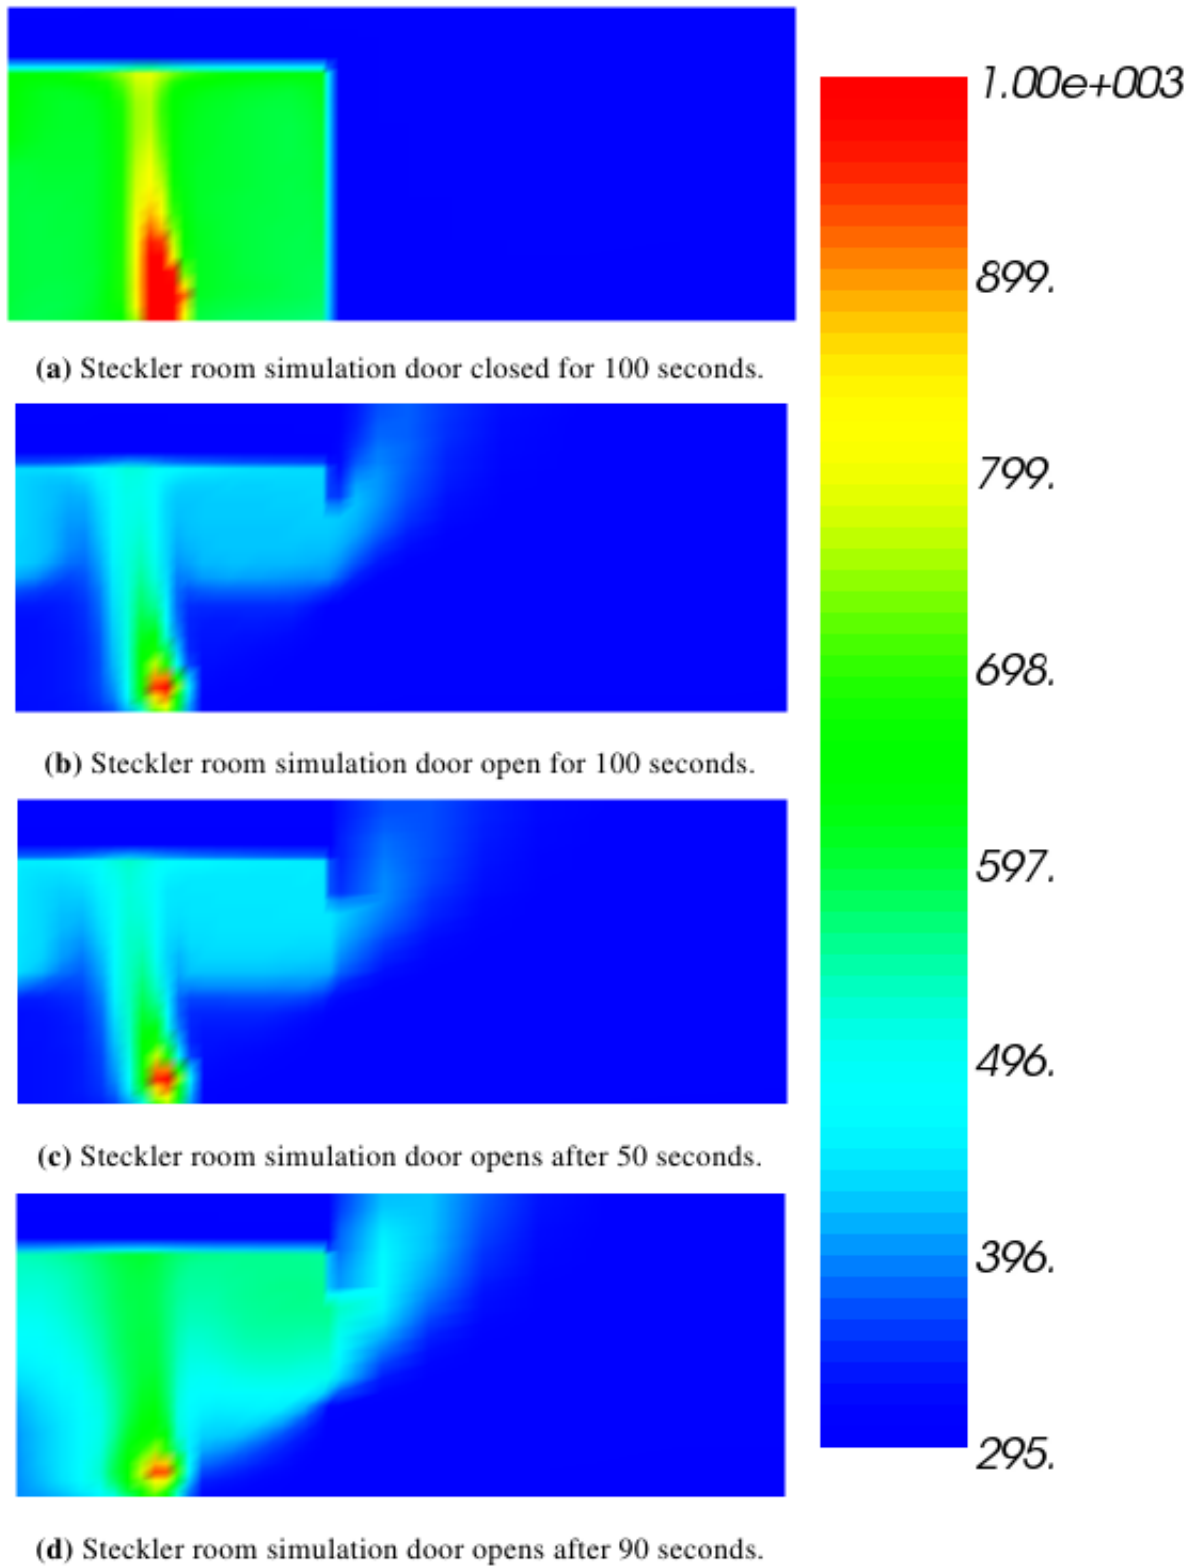 1.00e+003
899.
799.
698.
597.
496.
396.
295.
(a) Steckler room simulation door closed for 100 seconds.
(b) Steckler room simulation door open for 100 seconds.
(c) Steckler room simulation door opens after 50 seconds.
(d) Steckler room simulation door opens after 90 seconds.